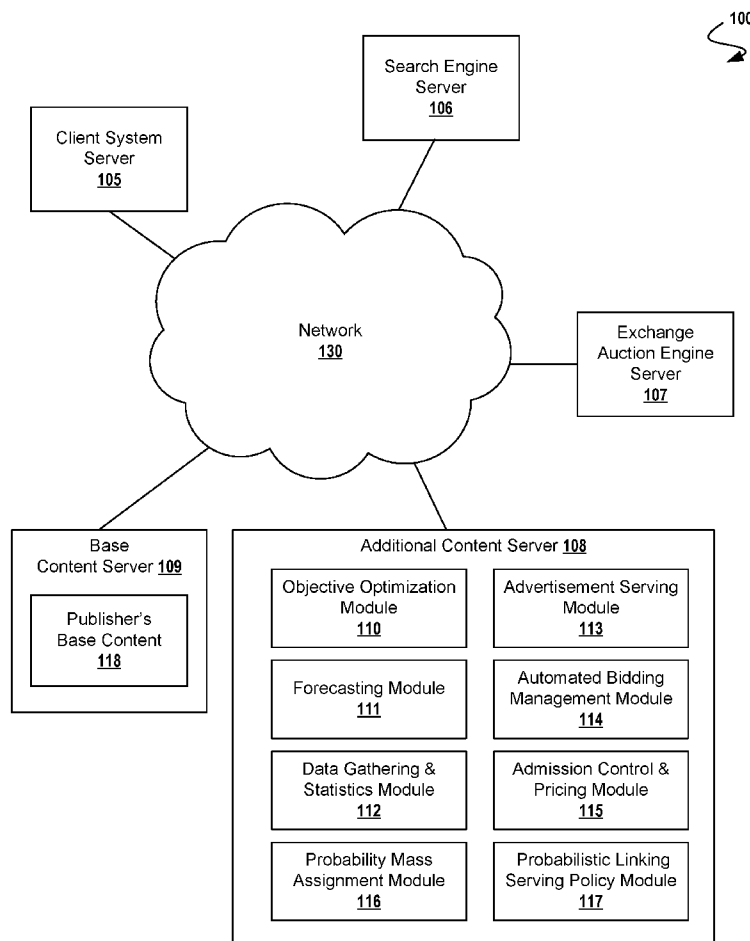 100
Search Engine
Server
106
Client System
Server
105
Network
130
Exchange
Auction Engine
Server
107
Base
Content Server 109
Publisher's
Base Content
118
Additional Content Server 108
Objective Optimization
Module
110
Advertisement Serving
Module
113
Forecasting Module
111
Automated Bidding
Management Module
114
Data Gathering &
Statistics Module
112
Admission Control &
Pricing Module
115
Probability Mass
Assignment Module
116
Probabilistic Linking
Serving Policy Module
117